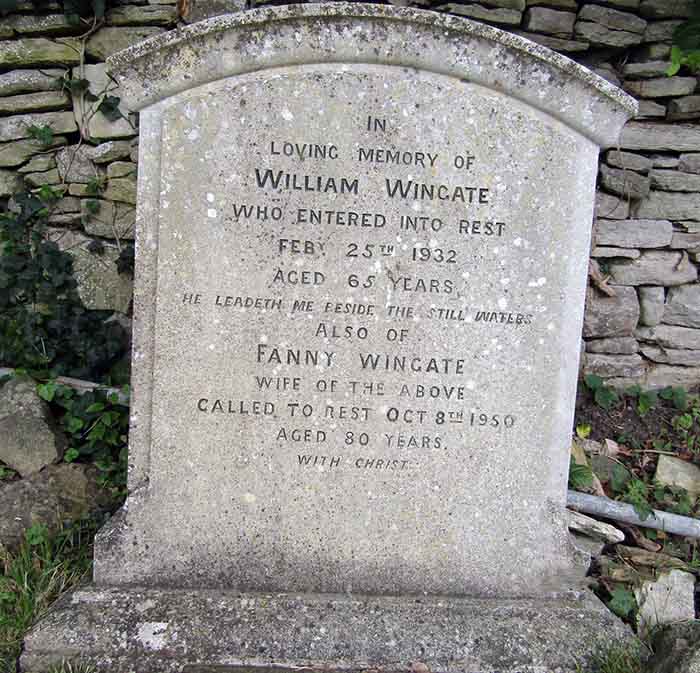 IN
LOVING MEMORY OF
WILLIAM WINGATE
WHO ENTERED INTO REST
FEBY 25TH 1932
AGED 65 YEARS.
HE LEADETH ME BESIDE THE STILL WATERS
ALSO OF
FANNY WINGATE
WIFE OF THE ABOVE
CALLED TO REST OCT 8TH 1950
AGED 80 YEARS.
WITH CHRIST.